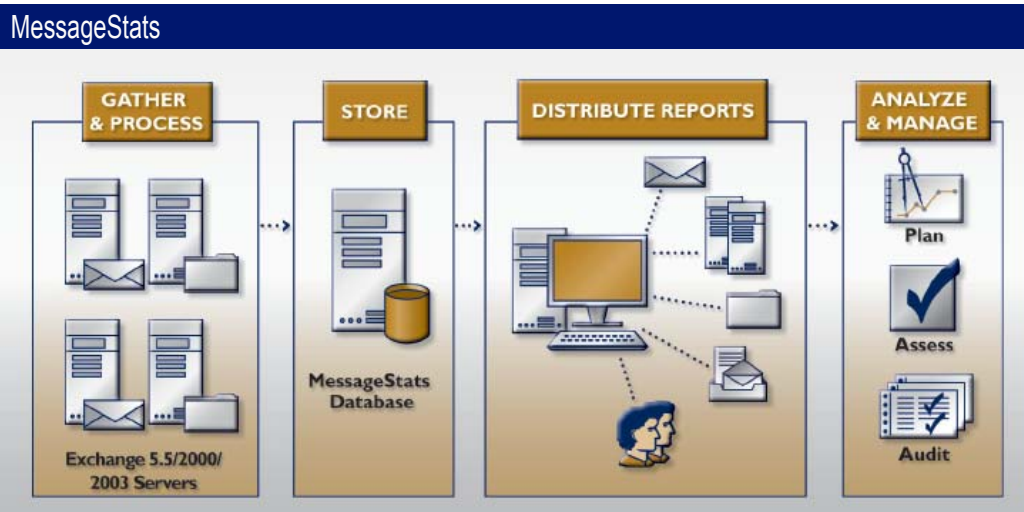 MessageStats
GATHER
& PROCESS
STORE
DISTRIBUTE REPORTS
ANALYZE
& MANAGE
Plan
Assess
MessageStats
Database
Audit
Exchange 5.5/2000/
2003 Servers